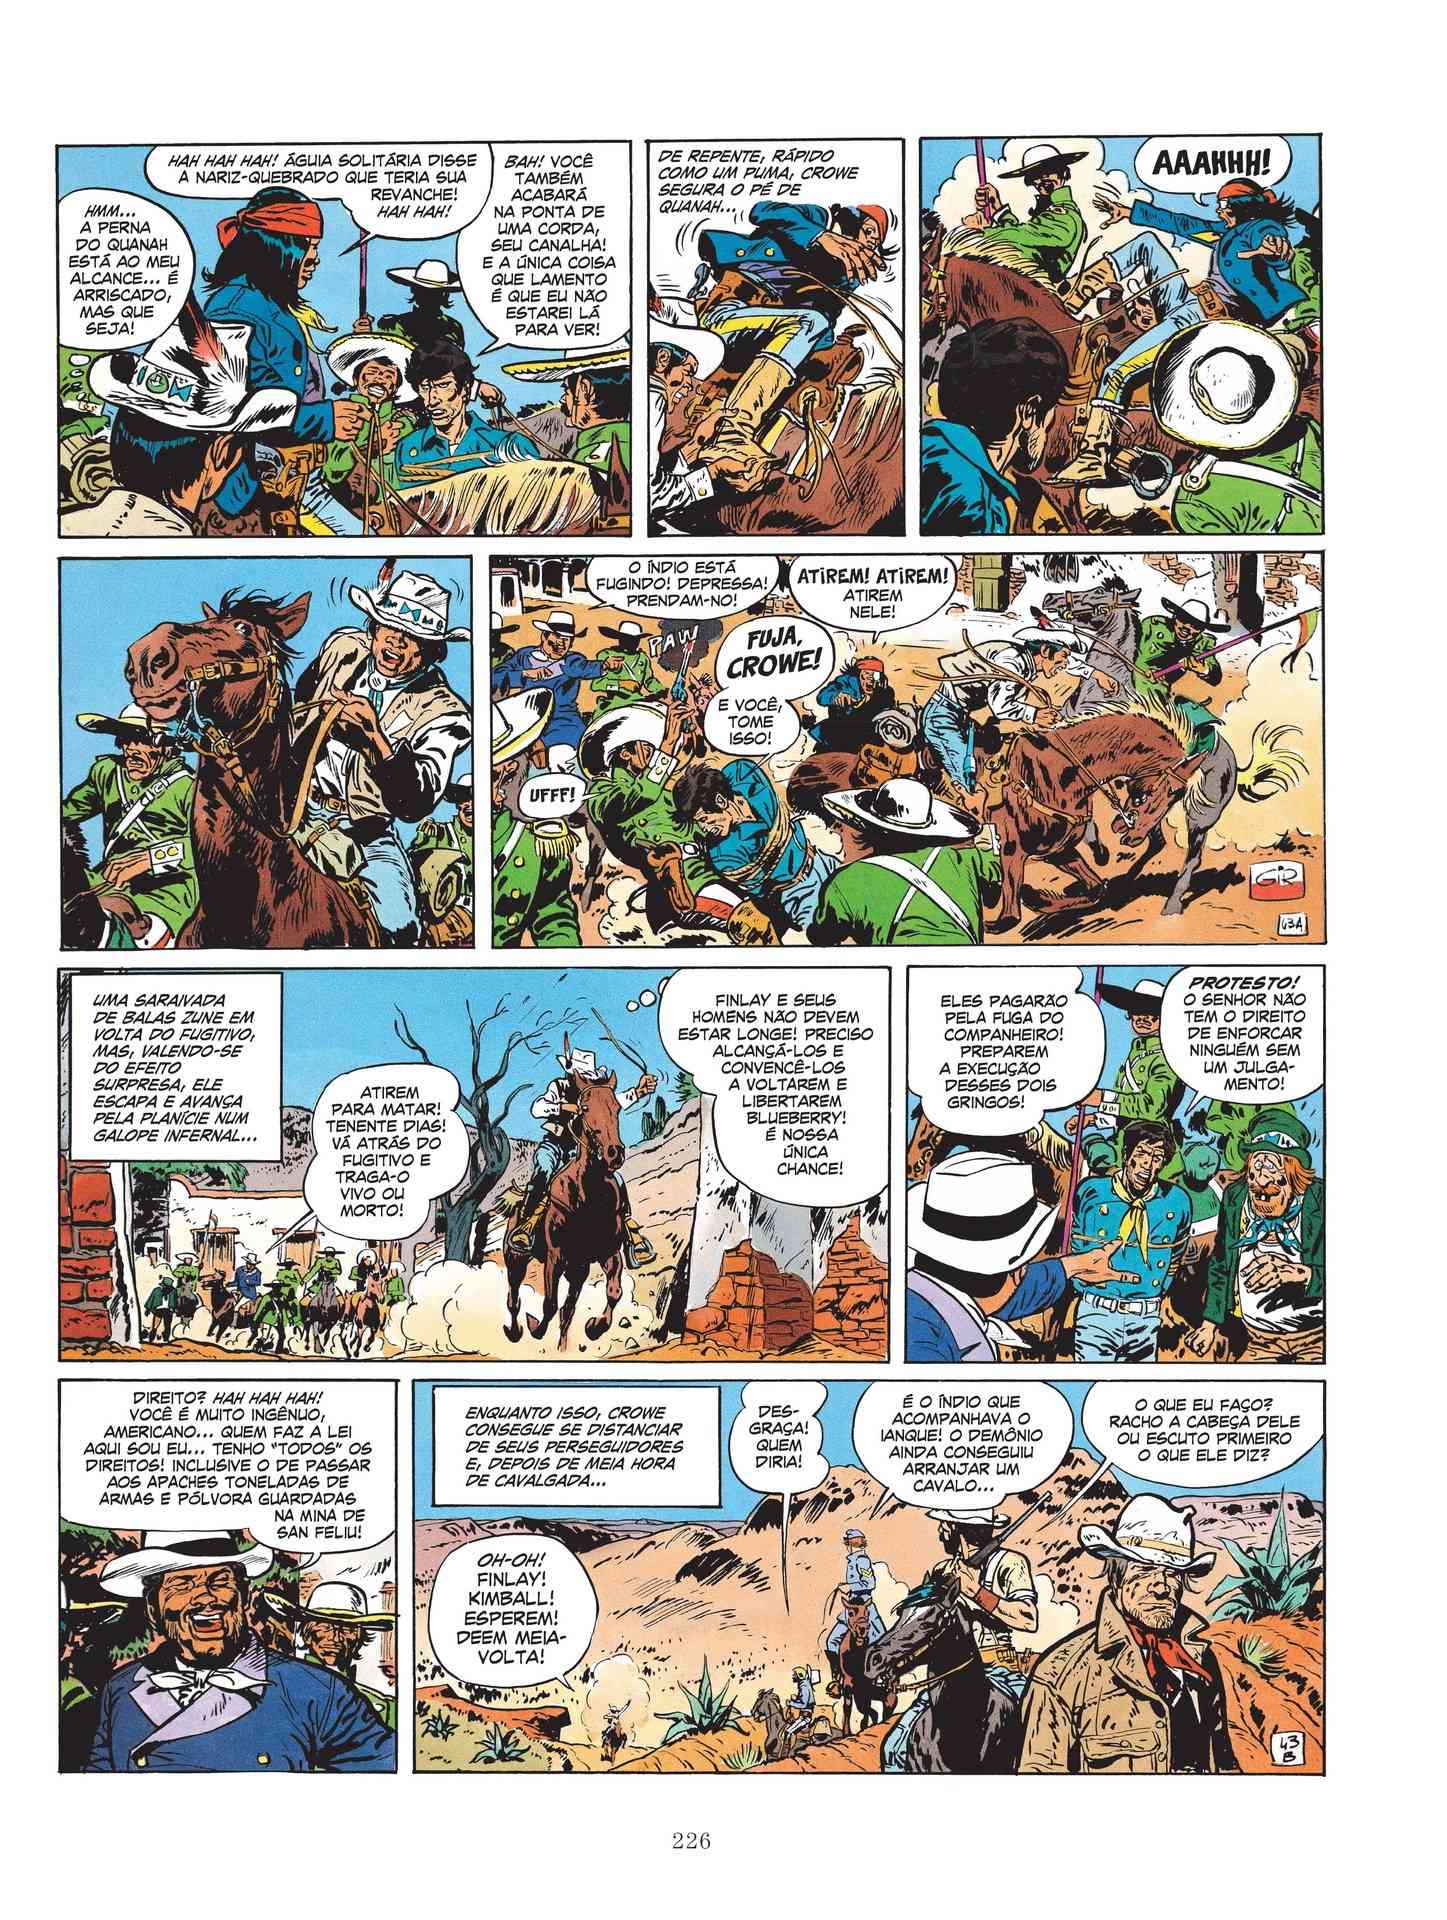 HMM...
A PERNA
DO QUANAH
ESTÁ AO MEU
ALCANCE... É
ARRISCADO,
MAS QUE
SEJA!
HAH HAH HAH! ÁGUIA SOLITÁRIA DISSE
A NARIZ-QUEBRADO QUE TERIA SUA
REVANCHE!
HAH HAH!
BAH! VOCÊ
TAMBÉM
ACABARÁ
NA PONTA DE
UMA CORDA,
SEU CANALHA!
E A ÚNICA COISA
QUE LAMENTO
É QUE EU NÃO
ESTAREI LÁ
PARA VER!
DE REPENTE, RÁPIDO
COMO UM PUMA, CROWE
SEGURA O PÉ DE
QUANAH...
AAAHHH!
O ÍNDIO ESTÁ
FUGINDO! DEPRESSA!
PRENDAM-NO!
ATIREM! ATIREM!
ATIREM
NELE!
PAW
FUJA,
CROWE!
E VOCÊ,
TOME
ISSO!
UFFF!
GIR
43A
UMA SARAIVADA
DE BALAS ZUNE EM
VOLTA DO FUGITIVO,
MAS, VALENDO-SE
DO EFEITO
SURPRESA, ELE
ESCAPA E AVANÇA
PELA PLANÍCIE NUM
GALOPE INFERNAL...
ATIREM
PARA MATAR!
TENENTE DIAS!
VÁ ATRÁS DO
FUGITIVO E
TRAGA-O
VIVO OU
MORTO!
FINLAY E SEUS
HOMENS NÃO DEVEM
ESTAR LONGE! PRECISO
ALCANÇÁ-LOS E
CONVENCÊ-LOS
A VOLTAREM E
LIBERTAREM
BLUEBERRY!
É NOSSA
ÚNICA
CHANCE!
ELES PAGARÃO
PELA FUGA DO
COMPANHEIRO!
PREPAREM
A EXECUÇÃO
DESSES DOIS
GRINGOS!
PROTESTO!
O SENHOR NÃO
TEM O DIREITO
DE ENFORCAR
NINGUÉM SEM
UM JULGA-
MENTO!
DIREITO? HAH HAH HAH!
VOCÊ É MUITO INGÊNUO,
AMERICANO... QUEM FAZ A LEI
AQUI SOU EU... TENHO "TODOS" OS
DIREITOS! INCLUSIVE O DE PASSAR
AOS APACHES TONELADAS DE
ARMAS E PÓLVORA GUARDADAS
NA MINA DE
SAN FELIU!
ENQUANTO ISSO, CROWE
CONSEGUE SE DISTANCIAR
DE SEUS PERSEGUIDORES
E, DEPOIS DE MEIA HORA
DE CAVALGADA...
OH-OH!
FINLAY!
KIMBALL!
ESPEREM!
DEEM MEIA-
VOLTA!
DES-
GRAÇA!
QUEM
DIRIA!
É O ÍNDIO QUE
ACOMPANHAVA O
IANQUE! O DEMÔNIO
AINDA CONSEGUIU
ARRANJAR UM
CAVALO...
O QUE EU FAÇO?
RACHO A CABEÇA DELE
OU ESCUTO PRIMEIRO
O QUE ELE DIZ?
43
B
226